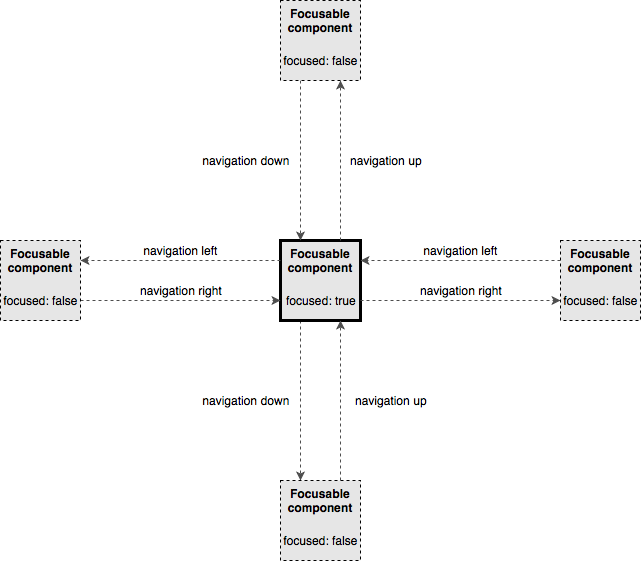 Focusable
component
focused: false
navigation down
navigation up
Focusable
component
focused: false
navigation left
navigation right
Focusable
component
focused: true
navigation left
navigation right
Focusable
component
focused: false
navigation down
navigation up
Focusable
component
focused: false